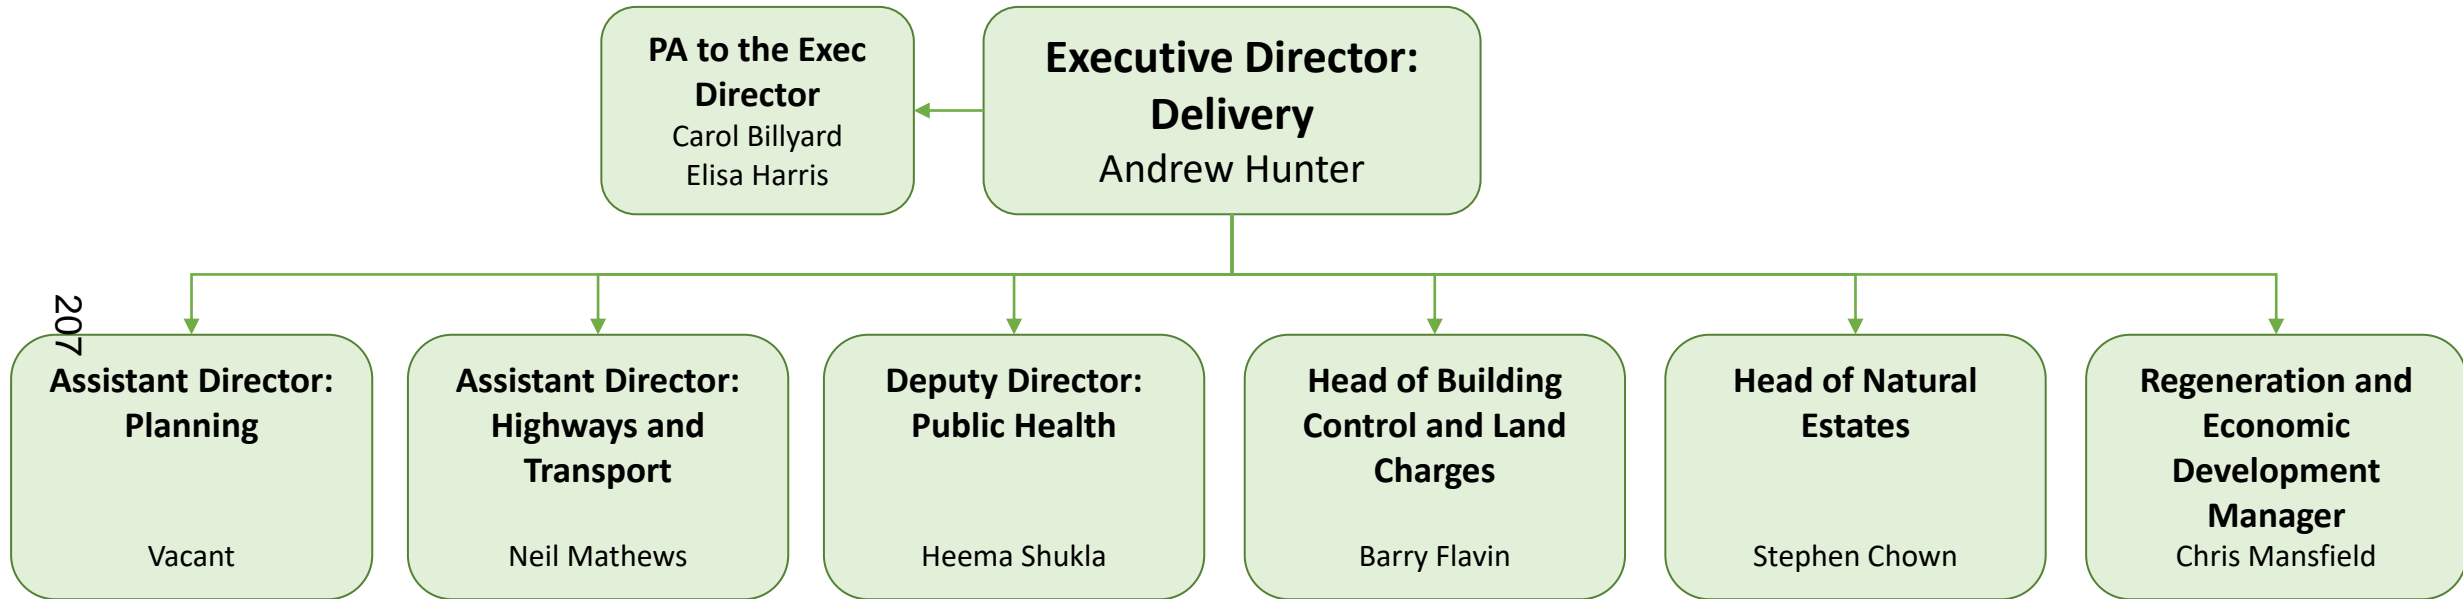 PA to the Exec
Director
Carol Billyard
Elisa Harris
Executive Director:
Delivery
Andrew Hunter
207
Assistant Director:
Planning
Vacant
Assistant Director:
Highways and
Transport
Neil Mathews
Deputy Director:
Public Health
Heema Shukla
Head of Building
Control and Land
Charges
Barry Flavin
Head of Natural
Estates
Stephen Chown
Regeneration and
Economic
Development
Manager
Chris Mansfield